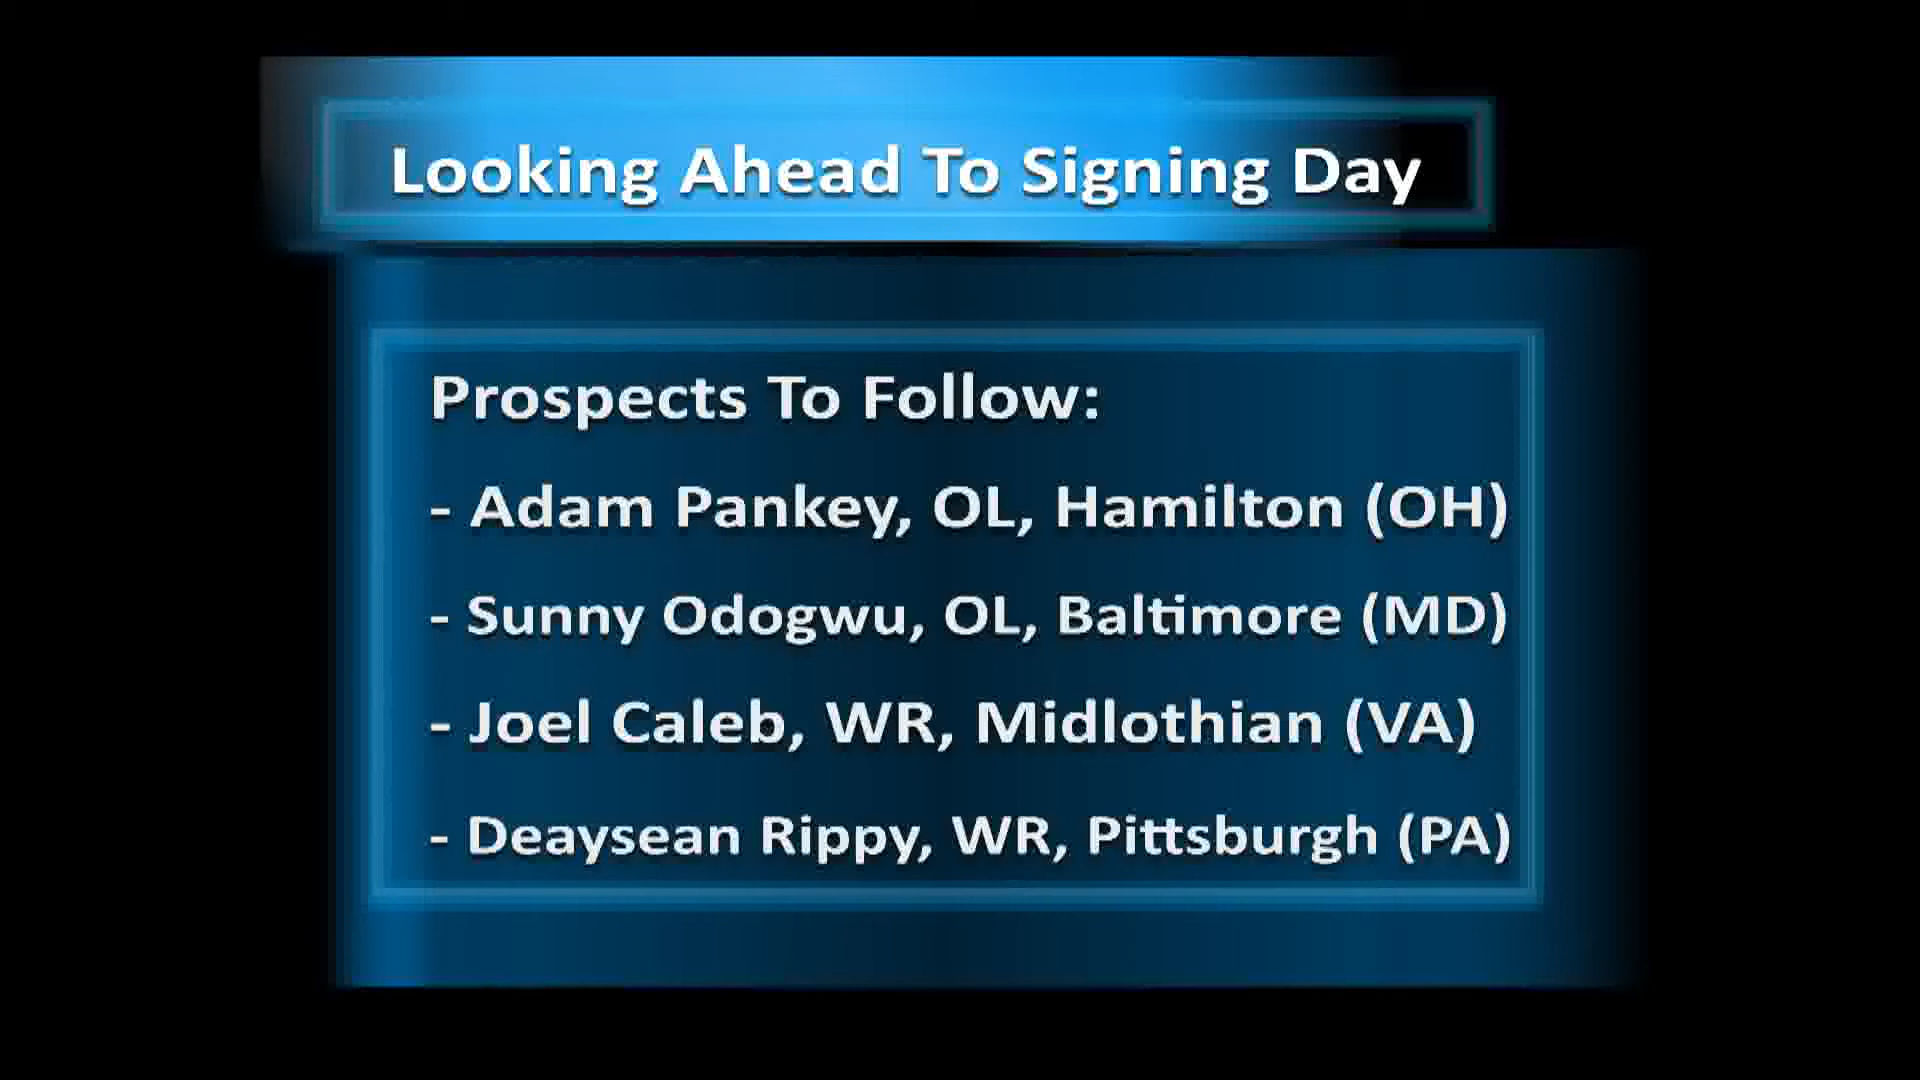 Looking Ahead To Signing Day
Prospects To Follow:
- Adam Pankey, OL, Hamilton (OH)
- Sunny Odogwu, OL, Baltimore (MD)
- Joel Caleb, WR, Midlothian (VA)
- Deaysean Rippy, WR, Pittsburgh (PA)